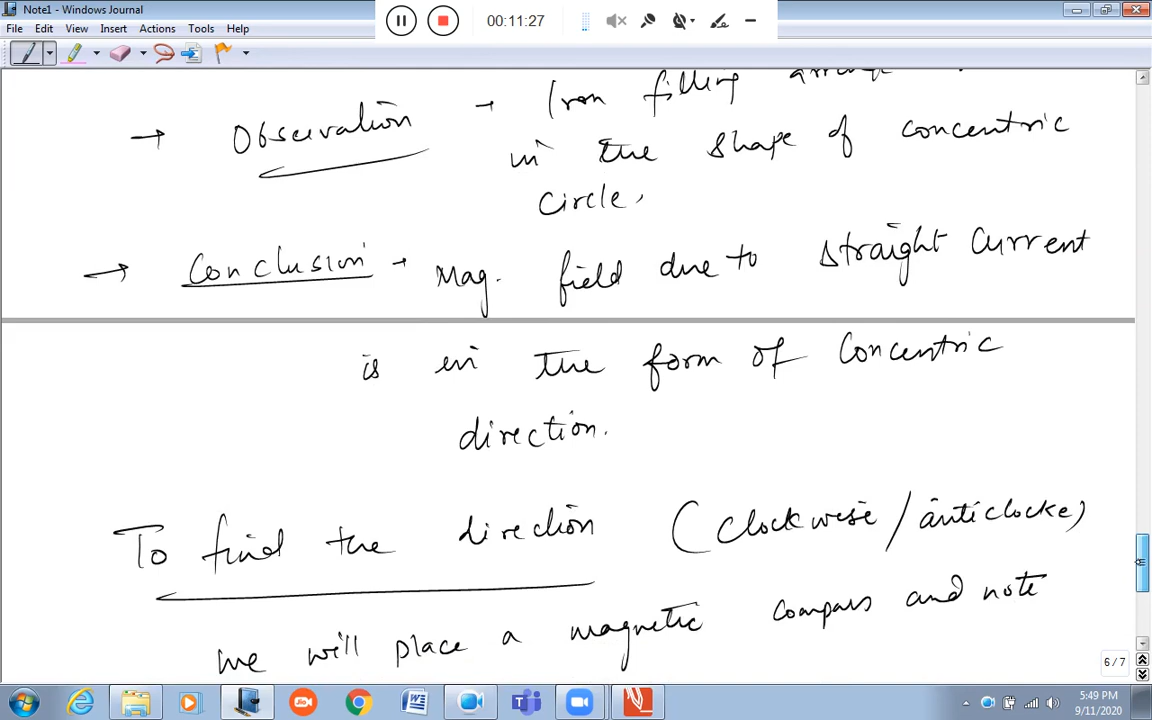 Note1 - Windows Journal
00:11:27
File Edit View Insert Actions Tools Help
→ Observation → Iron filling
in the shape of concentric
circle,
→ Conclusion → Mag. field due to straight current
is in the form of concentric
direction.
To find the direction (clockwise/anticlocke)
we will place a magnetic compass and note
6 / 7
5:49 PM
9/11/2020